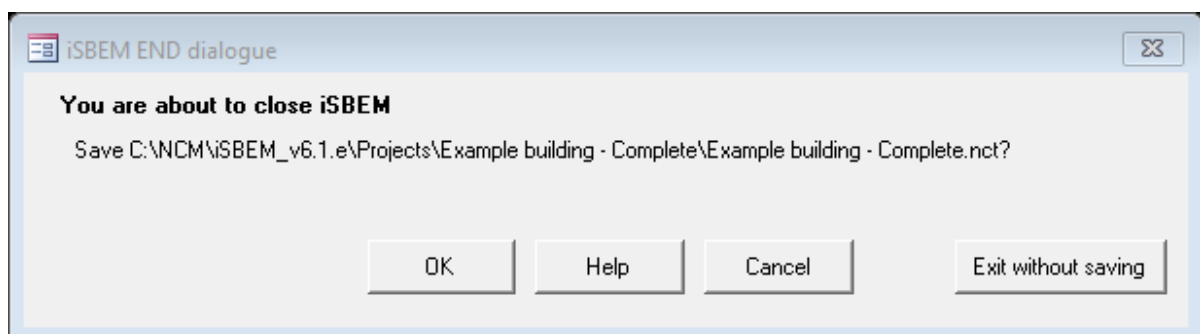 iSBEM END dialogue
You are about to close iSBEM
Save C:\NCM\iSBEM_v6.1.e\Projects\Example building - Complete\Example building - Complete.nct?
OK Help Cancel Exit without saving